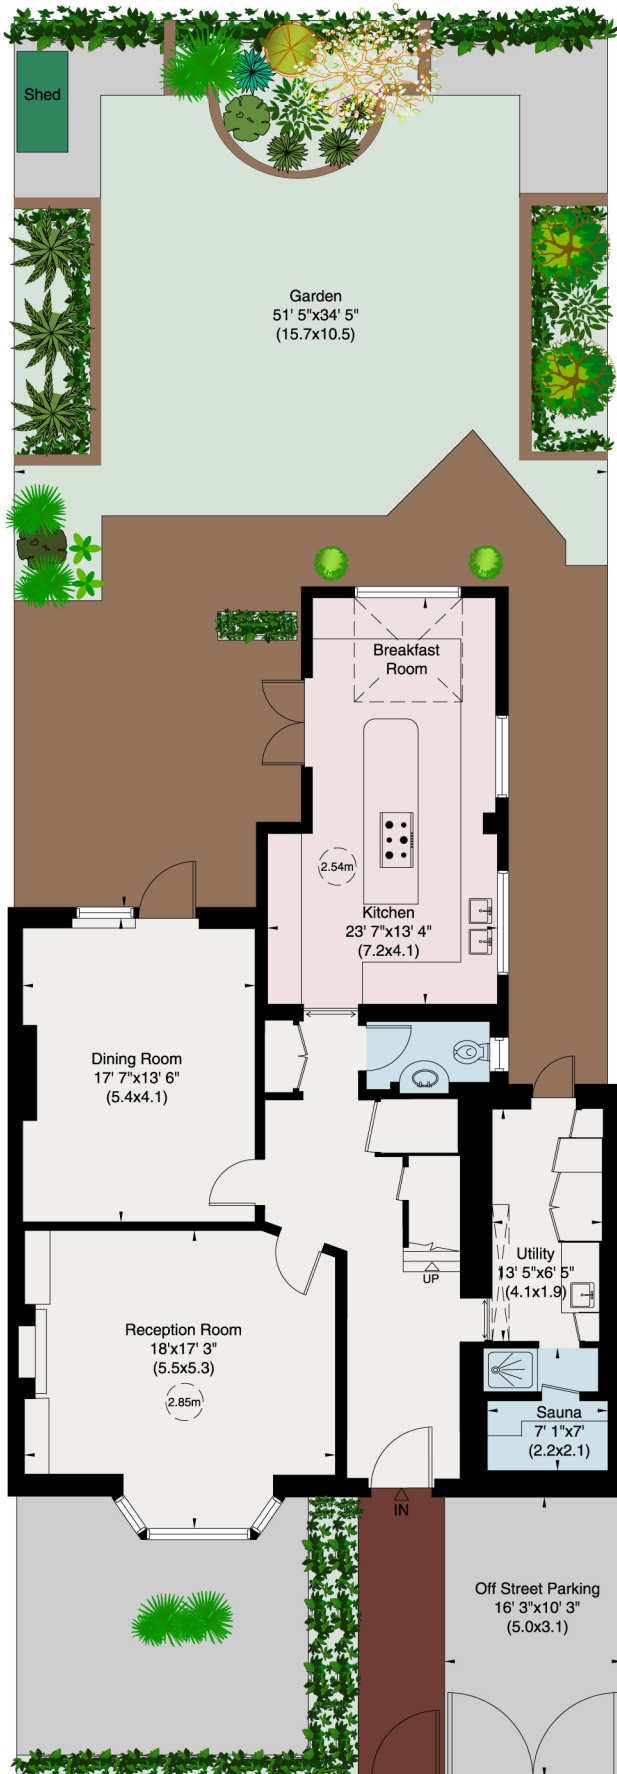 Shed
Garden
51' 5"x34' 5"
(15.7x10.5)
Breakfast
Room
2.54m
Kitchen
23' 7"x13' 4"
(7.2x4.1)
Dining Room
17' 7"x13' 6"
(5.4x4.1)
Utility
13' 5"x6' 5"
(4.1x1.9)
UP
Reception Room
18'x17' 3"
(5.5x5.3)
2.85m
Sauna
7' 1"x7'
(2.2x2.1)
IN
Off Street Parking
16' 3"x10' 3"
(5.0x3.1)